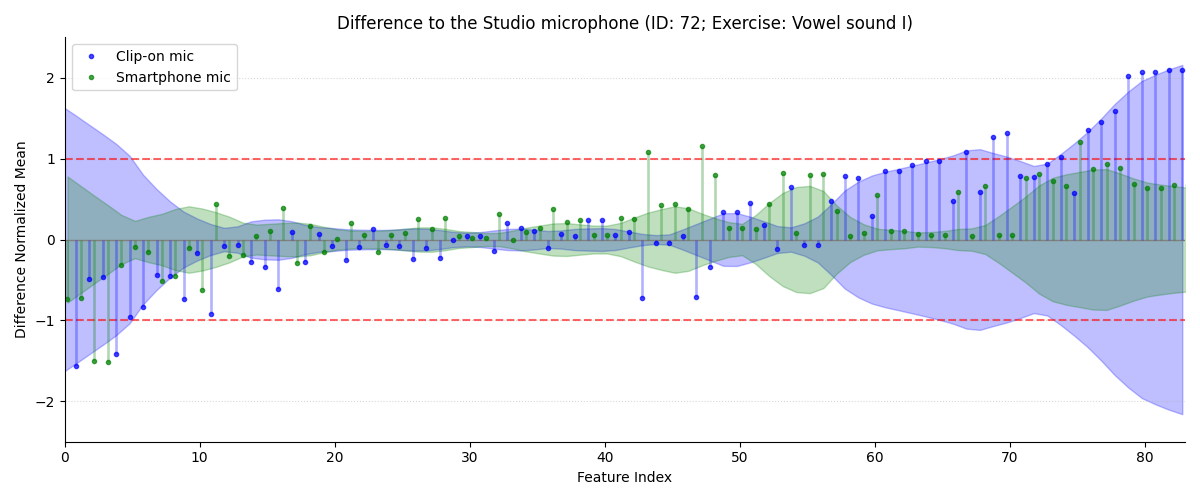 Difference to the Studio microphone (ID: 72; Exercise: Vowel sound I)
Clip-on mic
Smartphone mic
Difference Normalized Mean
2
1
0
−1
−2
0 10 20 30 40 50 60 70 80
Feature Index